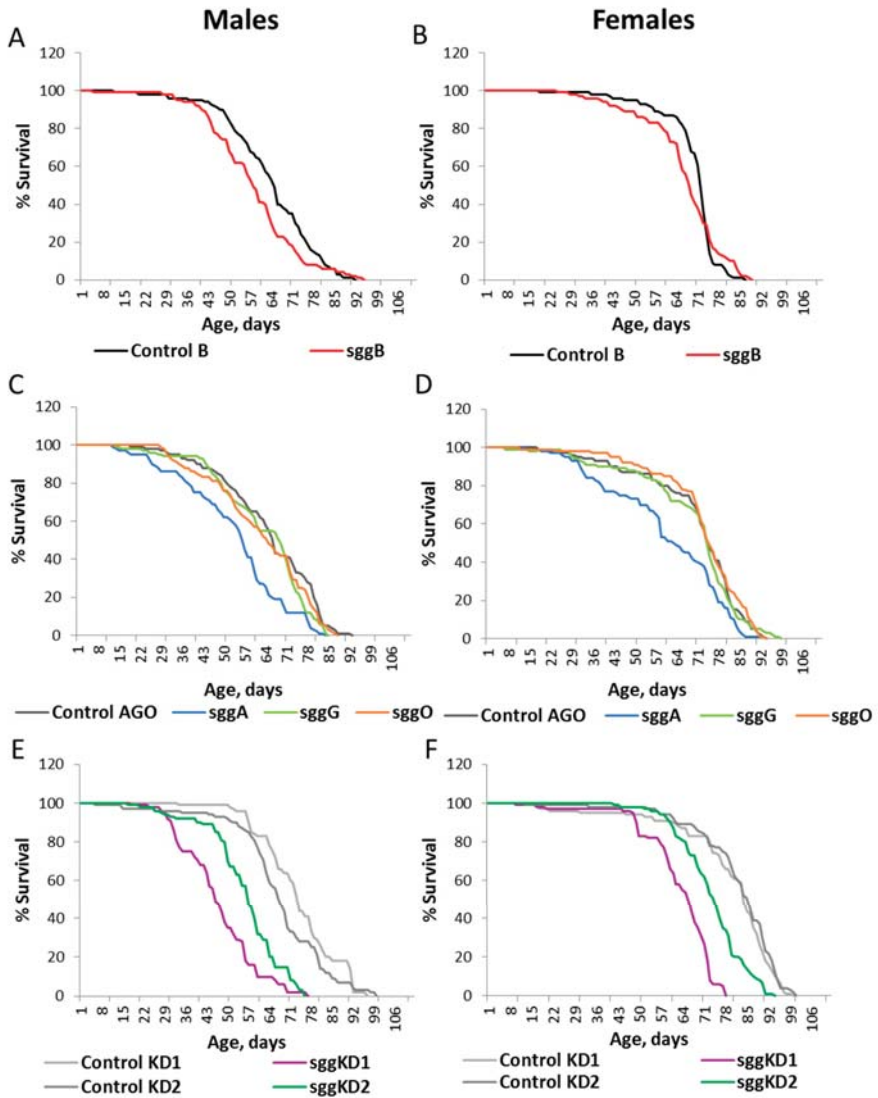 Males
Females
A
120
100
80
60
40
20
0
% Survival
1 8 15 22 29 36 43 50 57 64 71 78 85 92 99 106
Age, days
Control B sggB
B
120
100
80
60
40
20
0
% Survival
1 8 15 22 29 36 43 50 57 64 71 78 85 92 99 106
Age, days
Control B sggB
C
120
100
80
60
40
20
0
% Survival
1 8 15 22 29 36 43 50 57 64 71 78 85 92 99 106
Age, days
Control AGO sggA sggG sggO
D
120
100
80
60
40
20
0
% Survival
1 8 15 22 29 36 43 50 57 64 71 78 85 92 99 106
Age, days
Control AGO sggA sggG sggO
E
120
100
80
60
40
20
0
% Survival
1 8 15 22 29 36 43 50 57 64 71 78 85 92 99 106
Age, days
Control KD1 sggKD1
Control KD2 sggKD2
F
120
100
80
60
40
20
0
% Survival
1 8 15 22 29 36 43 50 57 64 71 78 85 92 99 106
Age, days
Control KD1 sggKD1
Control KD2 sggKD2